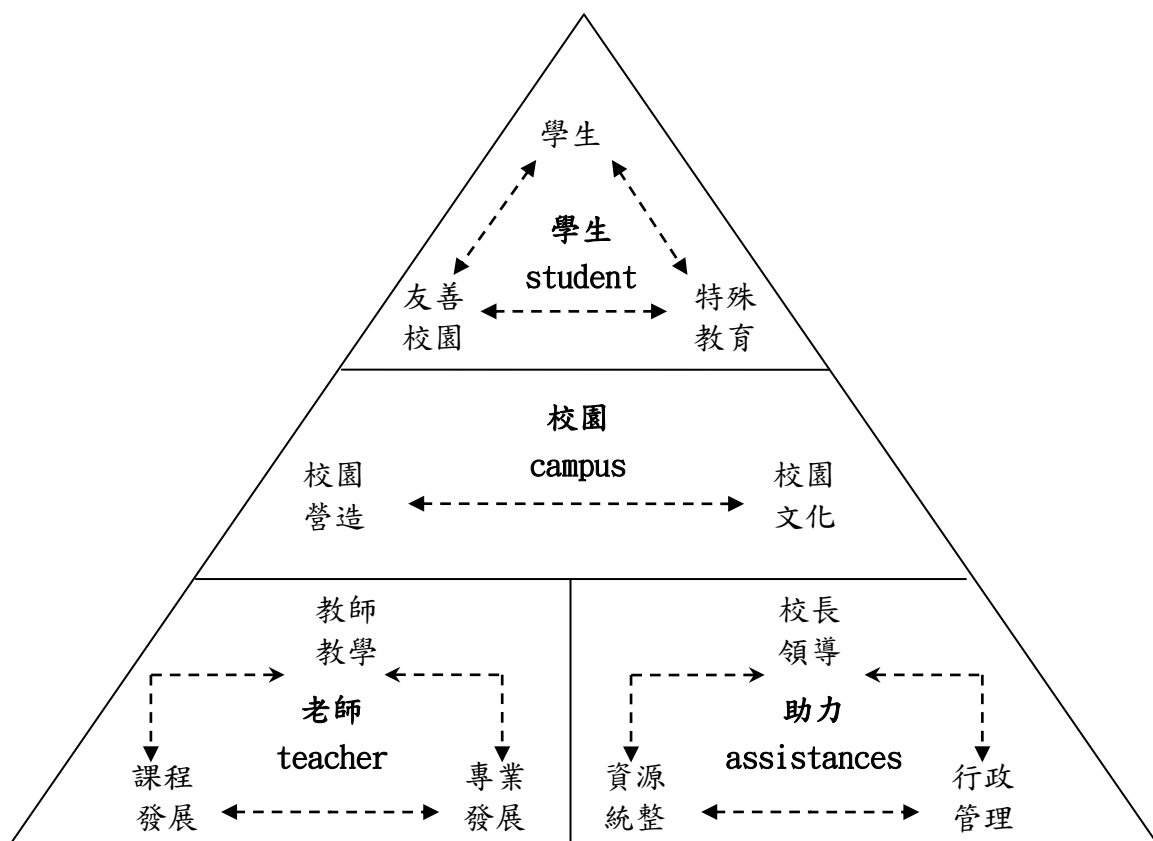 學生
學生
student
友善
校園
特殊
教育
校園
campus
校園
營造
校園
文化
教師
教學
老師
teacher
課程
發展
專業
發展
校長
領導
助力
assistances
資源
統整
行政
管理